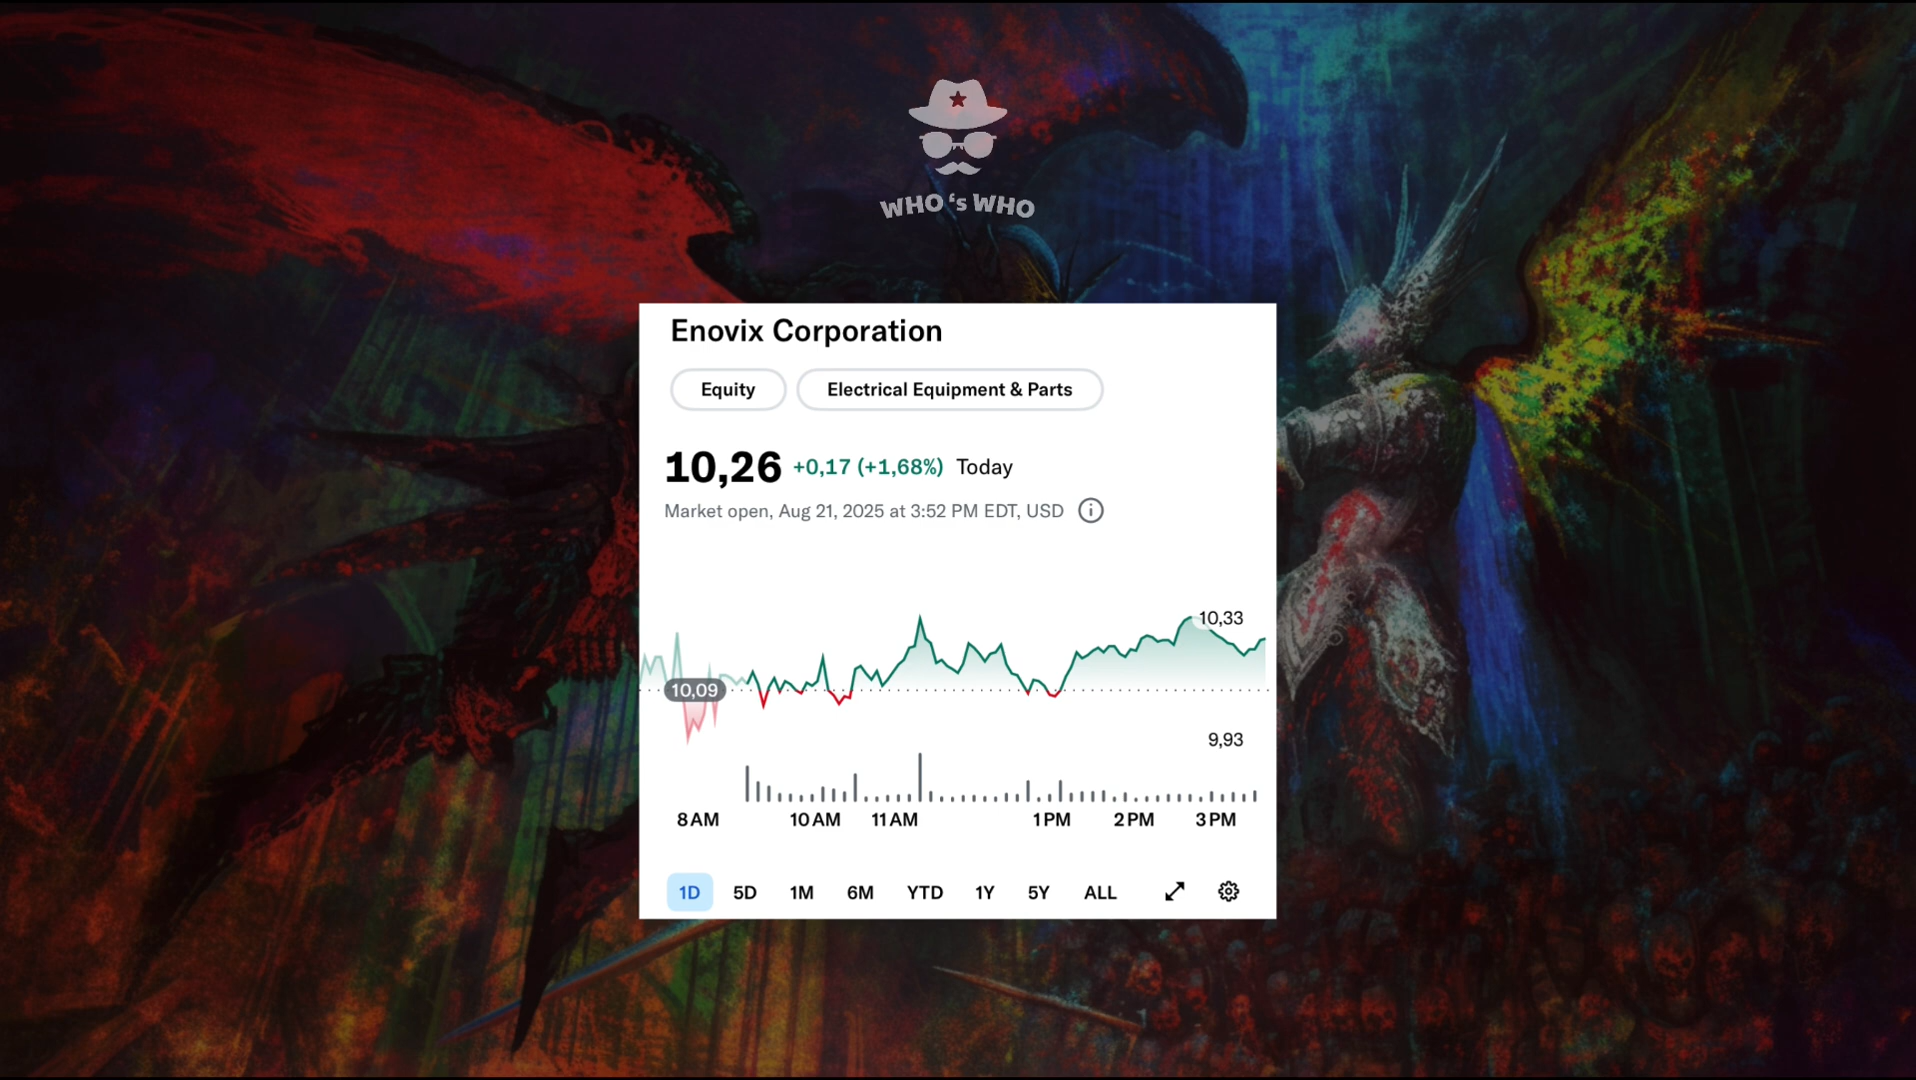 WHO 's WHO
Enovix Corporation
Equity
Electrical Equipment & Parts
10,26 +0,17 (+1,68%) Today
Market open, Aug 21, 2025 at 3:52 PM EDT, USD
10,33
10,09
9,93
8 AM 10 AM 11 AM 1 PM 2 PM 3 PM
1D 5D 1M 6M YTD 1Y 5Y ALL